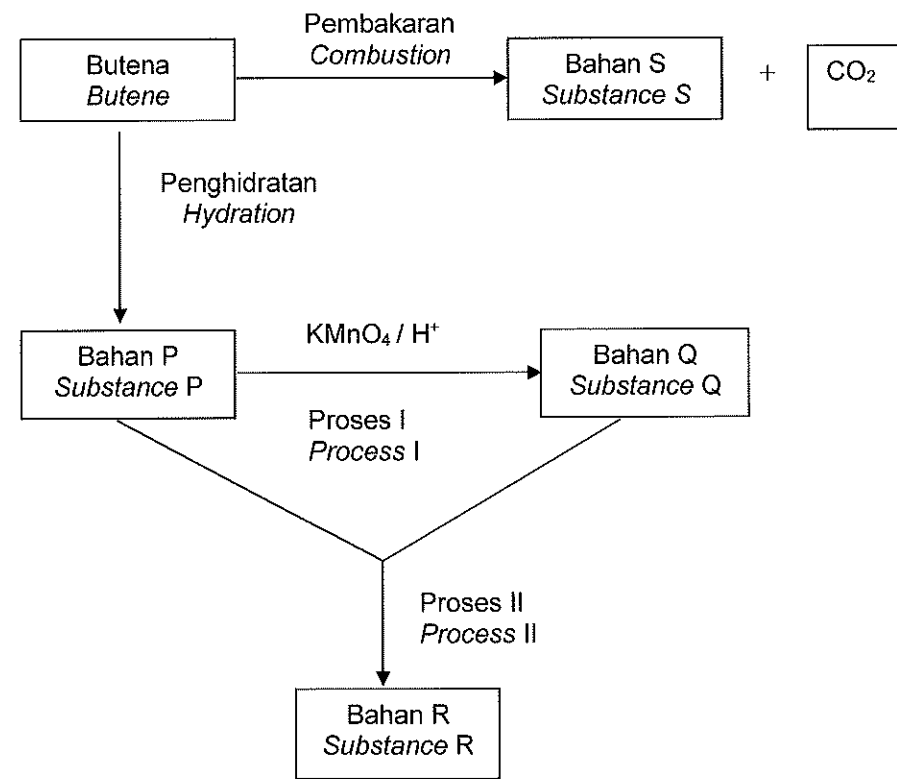 Pembakaran
Combustion
Butena
Butene
Bahan S
Substance S
+
CO₂
Penghidratan
Hydration
Bahan P
Substance P
KMnO₄ / H⁺
Proses I
Process I
Bahan Q
Substance Q
Proses II
Process II
Bahan R
Substance R